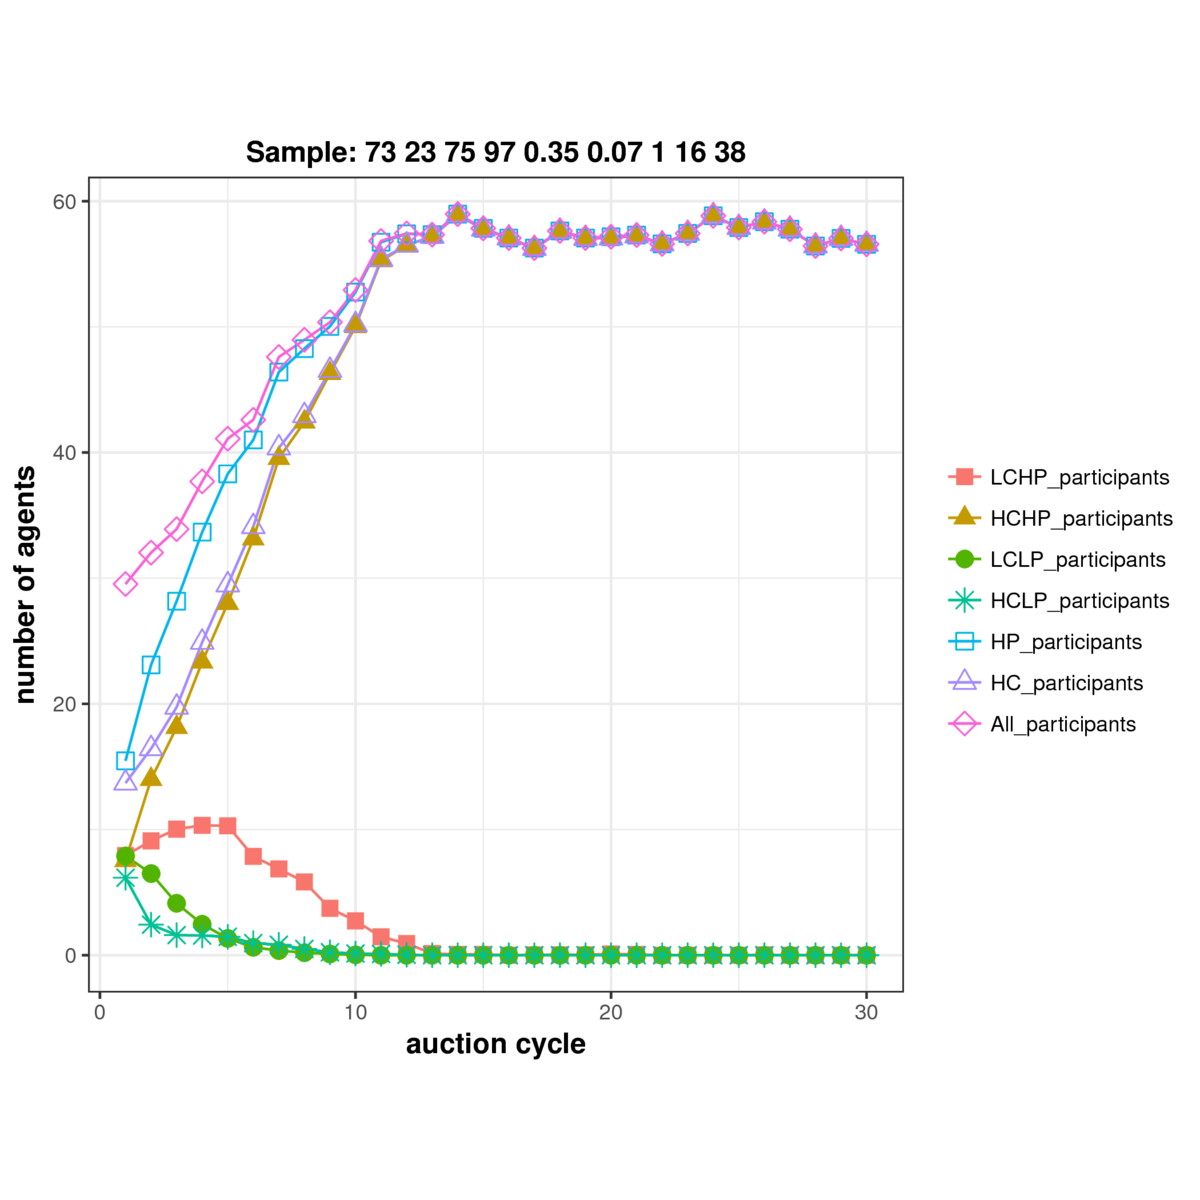 Sample: 73 23 75 97 0.35 0.07 1 16 38
60
40
20
0
number of agents
0 10 20 30
auction cycle
LCHP_participants
HCHP_participants
LCLP_participants
HCLP_participants
HP_participants
HC_participants
All_participants